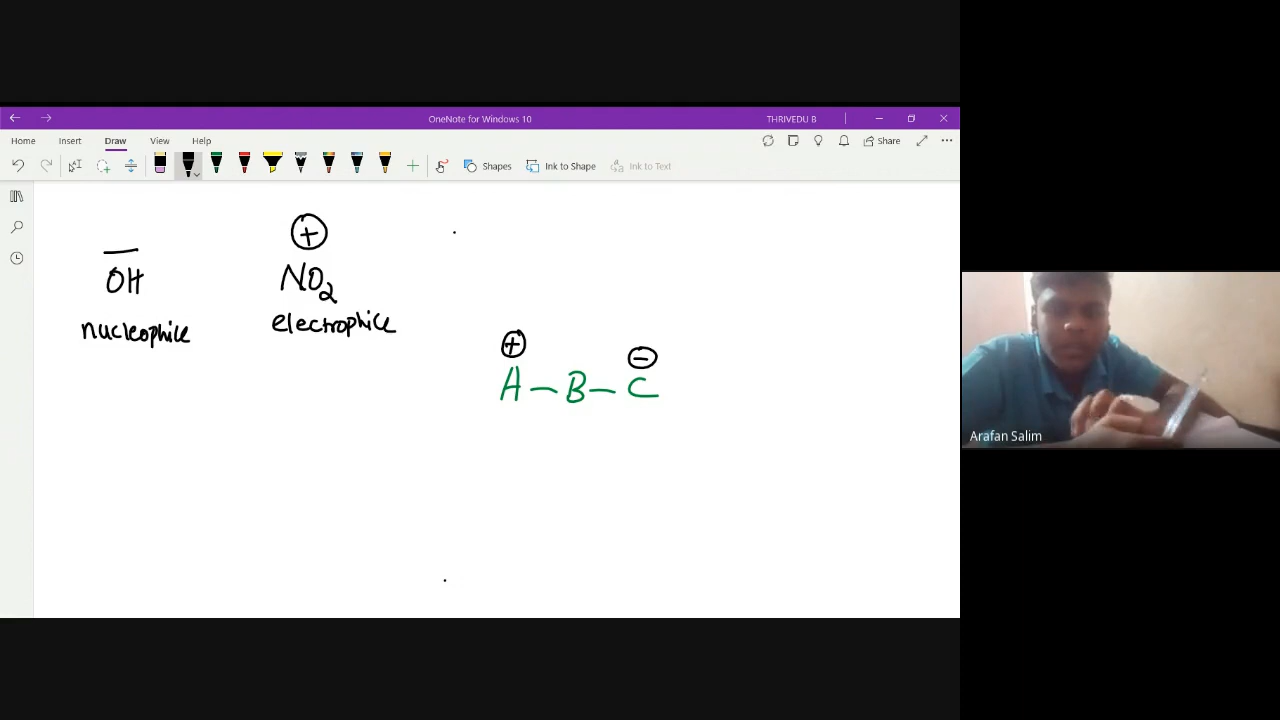 OneNote for Windows 10
THRIVEDU B
Home Insert Draw View Help
Share
Shapes Ink to Shape Ink to Text
+
OH
NO2
nucleophile
electrophile
+ −
A – B – C
Arafan Salim